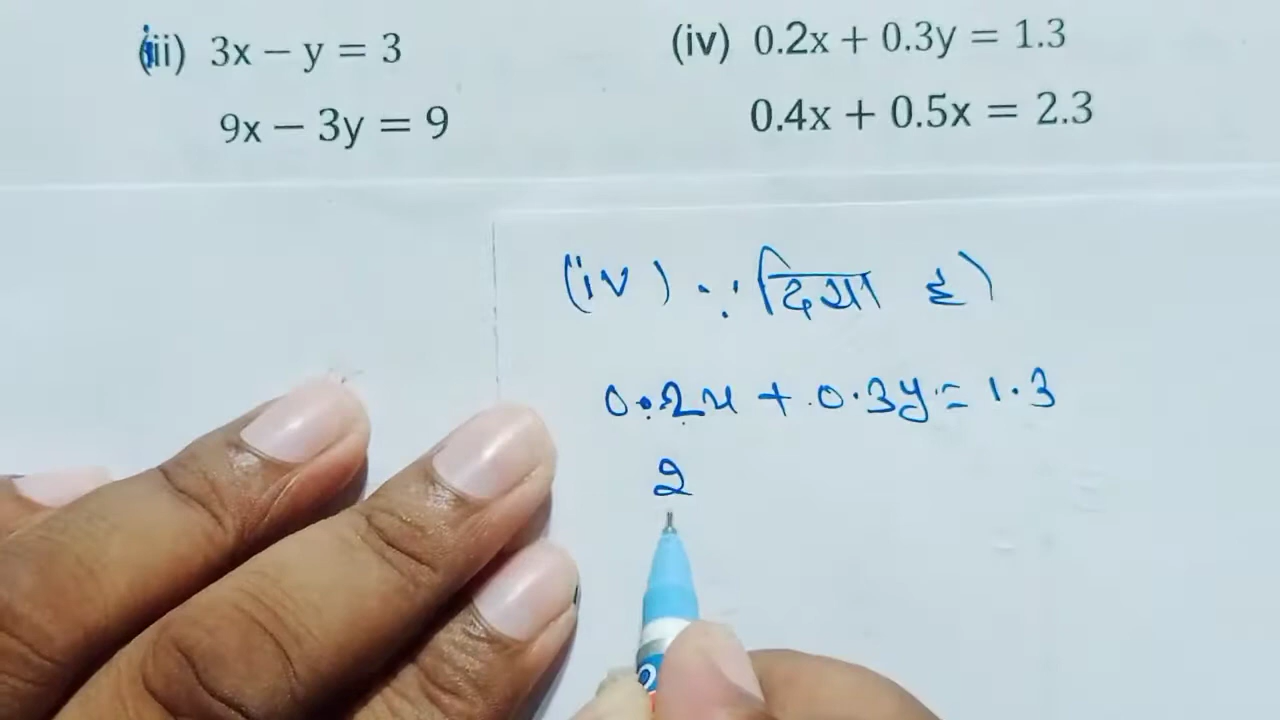 (iii) 3x − y = 3
9x − 3y = 9
(iv) 0.2x + 0.3y = 1.3
0.4x + 0.5x = 2.3
(iv) ∵ दिया है)
0.2x + 0.3y = 1.3
2